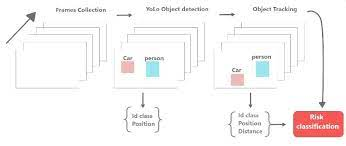 Frames Collection
YoLo Object detection
Object Tracking
Car
person
Car
person
Id class
Position
Id class
Position
Distance
Risk
classification